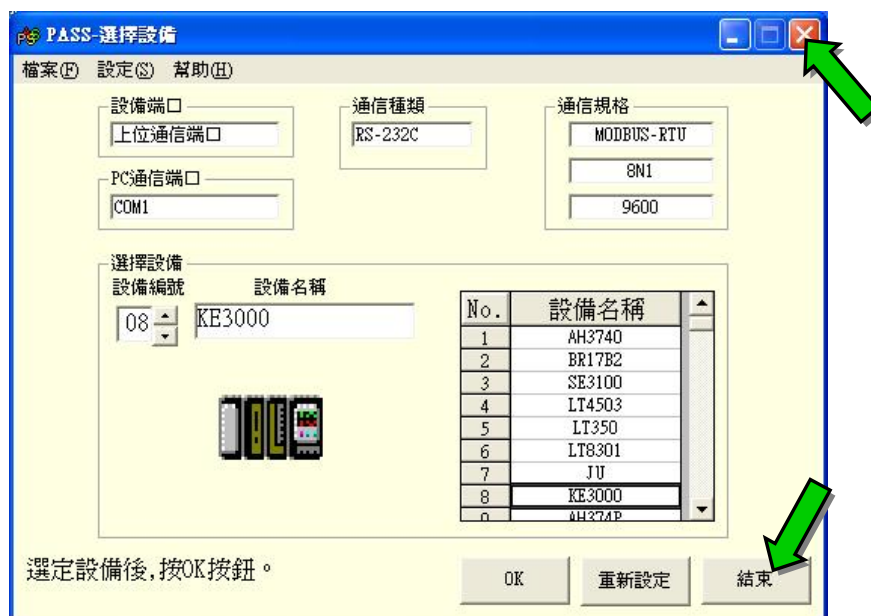 PASS-選擇設備
檔案(F) 設定(S) 幫助(H)
設備端口
上位通信端口
通信種類
RS-232C
通信規格
MODBUS-RTU
8N1
9600
PC通信端口
COM1
選擇設備
設備編號 設備名稱
08 KE3000
No. 設備名稱
1 AH3740
2 BR17B2
3 SE3100
4 LT4503
5 LT350
6 LT8301
7 JU
8 KE3000
9 AH374P
選定設備後,按OK按鈕。
OK 重新設定 結束